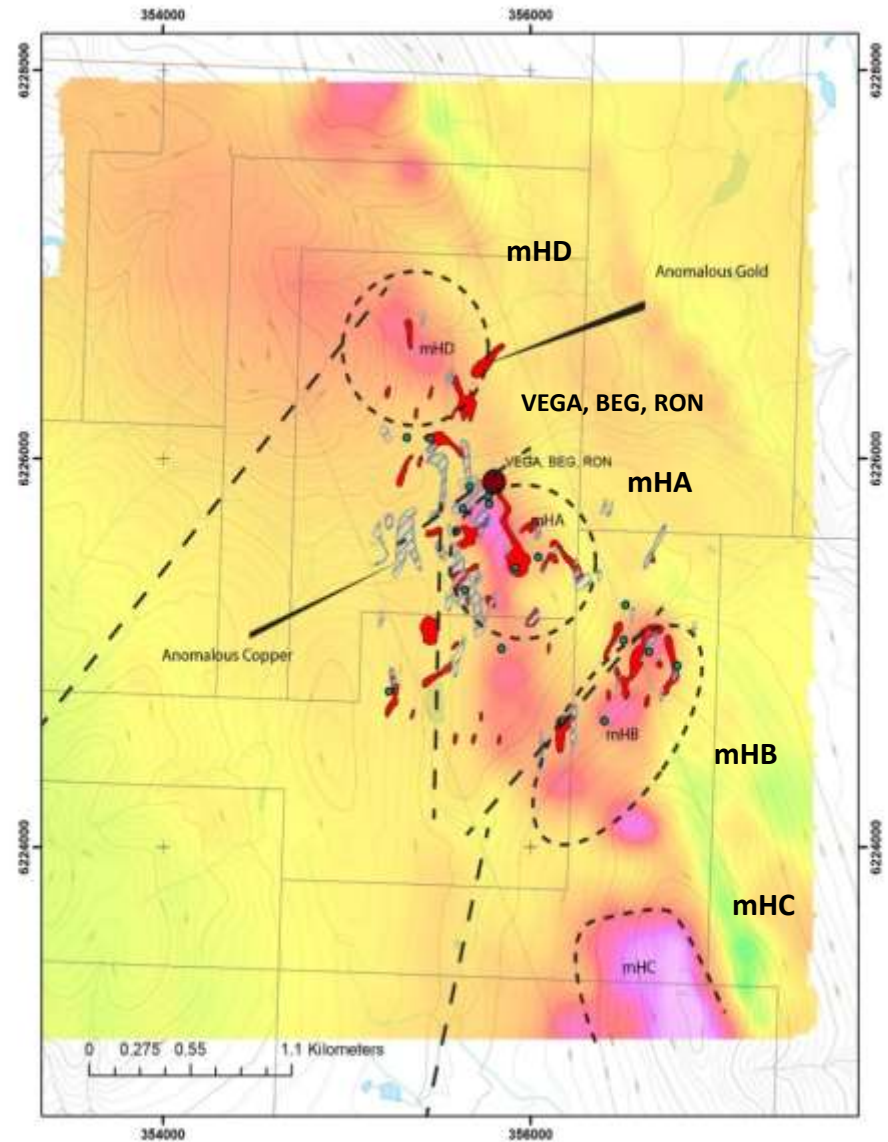 354000
356000
6228000
6228000
mHD
Anomalous Gold
mHD
VEGA, BEG, RON
VEGA, BEG, RON
6226000
6226000
mHA
mHA
Anomalous Copper
mHB
mHB
6224000
6224000
mHC
mHC
0 0.275 0.55 1.1 Kilometers
354000
356000